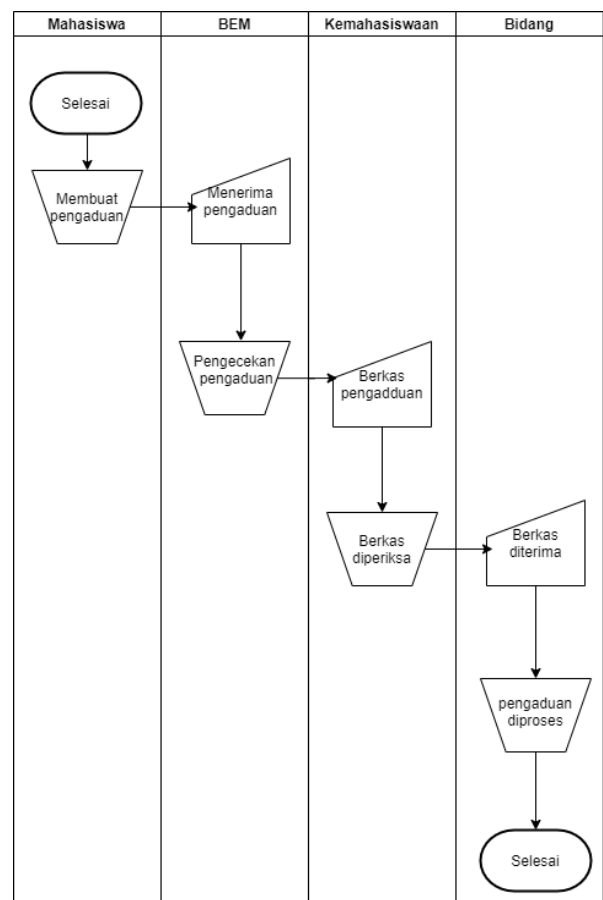 Mahasiswa
BEM
Kemahasiswaan
Bidang
Selesai
Membuat
pengaduan
Menerima
pengaduan
Pengecekan
pengaduan
Berkas
pengadduan
Berkas
diperiksa
Berkas
diterima
pengaduan
diproses
Selesai